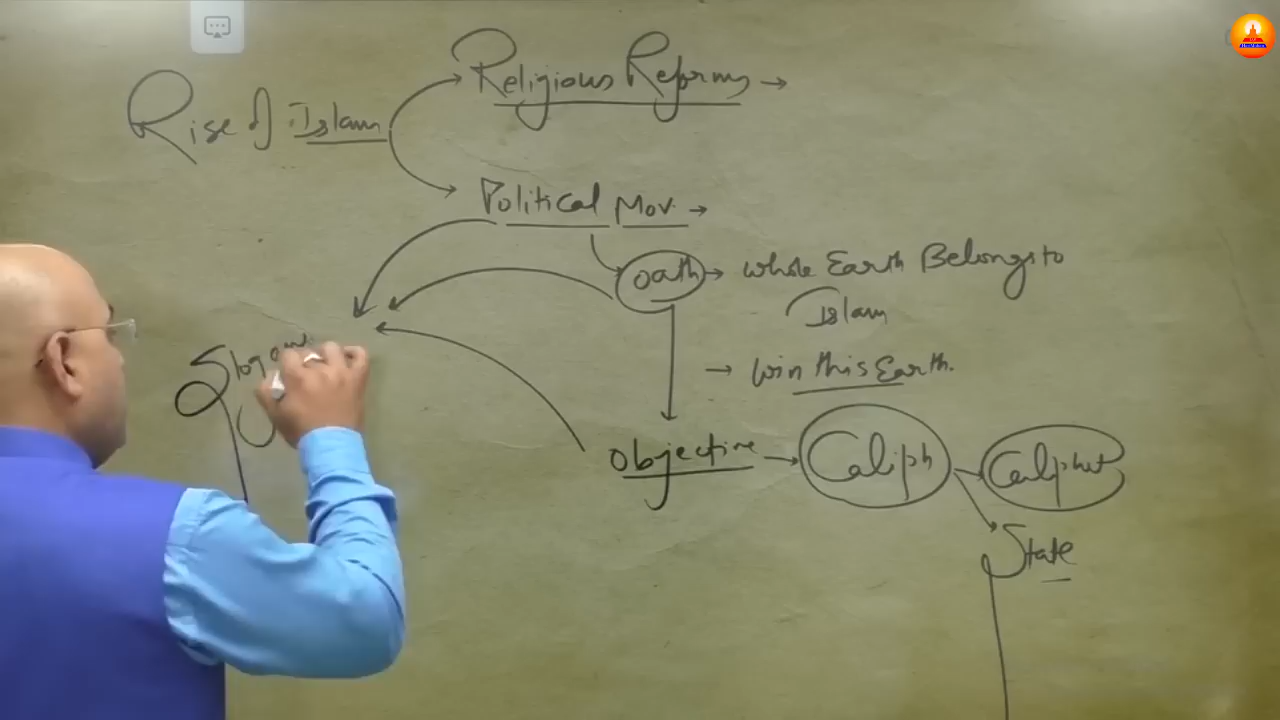 Religious Reforms →
Rise of Islam
Political Mov. →
Oath → Whole Earth Belongs to
Islam
→ Win this Earth.
Objective → Caliph
State
Slogan